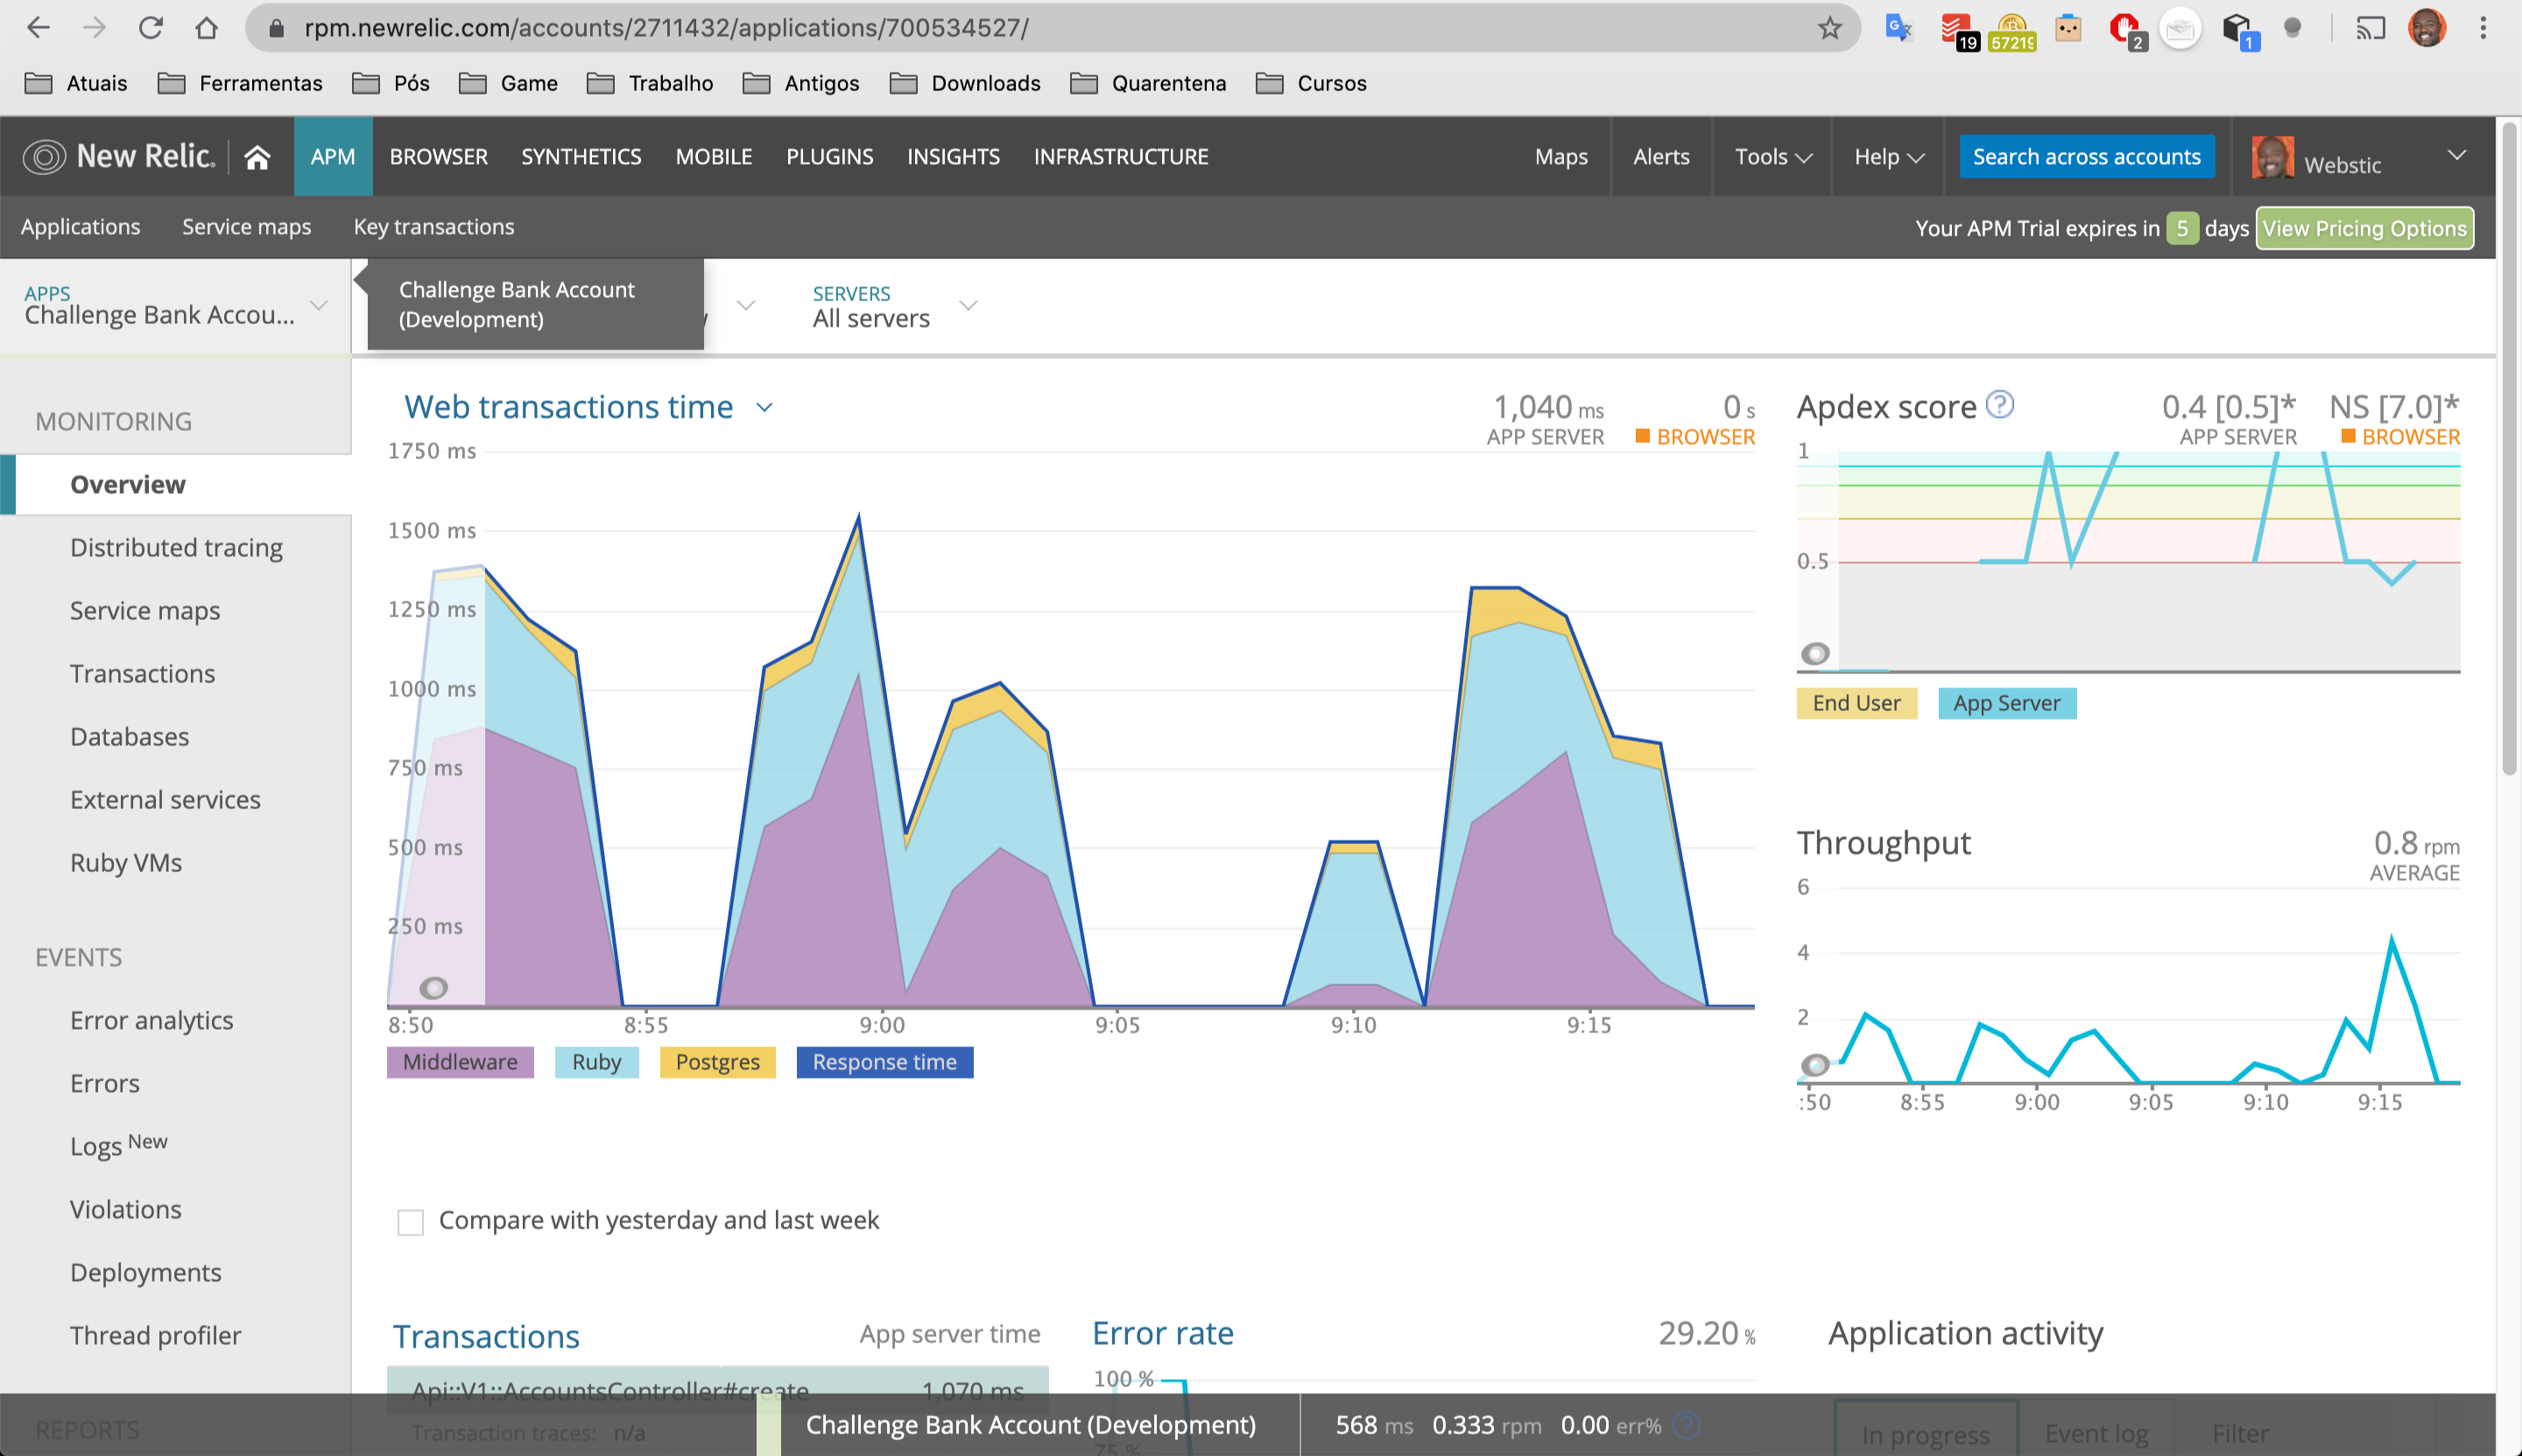 rpm.newrelic.com/accounts/2711432/applications/700534527/
19
57219
2
1
Atuais
Ferramentas
Pós
Game
Trabalho
Antigos
Downloads
Quarentena
Cursos
New Relic.
APM
BROWSER
SYNTHETICS
MOBILE
PLUGINS
INSIGHTS
INFRASTRUCTURE
Maps
Alerts
Tools
Help
Search across accounts
Webstic
Applications
Service maps
Key transactions
Your APM Trial expires in 5 days
View Pricing Options
APPS
Challenge Bank Accou...
Challenge Bank Account
(Development)
SERVERS
All servers
MONITORING
Overview
Distributed tracing
Service maps
Transactions
Databases
External services
Ruby VMs
EVENTS
Error analytics
Errors
Logs New
Violations
Deployments
Thread profiler
REPORTS
Web transactions time
1,040 ms
APP SERVER
0 s
BROWSER
1750 ms
1500 ms
1250 ms
1000 ms
750 ms
500 ms
250 ms
8:50
8:55
9:00
9:05
9:10
9:15
Middleware
Ruby
Postgres
Response time
Compare with yesterday and last week
Apdex score
0.4 [0.5]*
APP SERVER
NS [7.0]*
BROWSER
1
0.5
End User
App Server
Throughput
0.8 rpm
AVERAGE
6
4
2
:50
8:55
9:00
9:05
9:10
9:15
Transactions
App server time
Api::V1::AccountsController#create
1,070 ms
Transaction traces: n/a
Error rate
29.20 %
100 %
75 %
Application activity
In progress
Event log
Filter
Challenge Bank Account (Development)
568 ms
0.333 rpm
0.00 err%